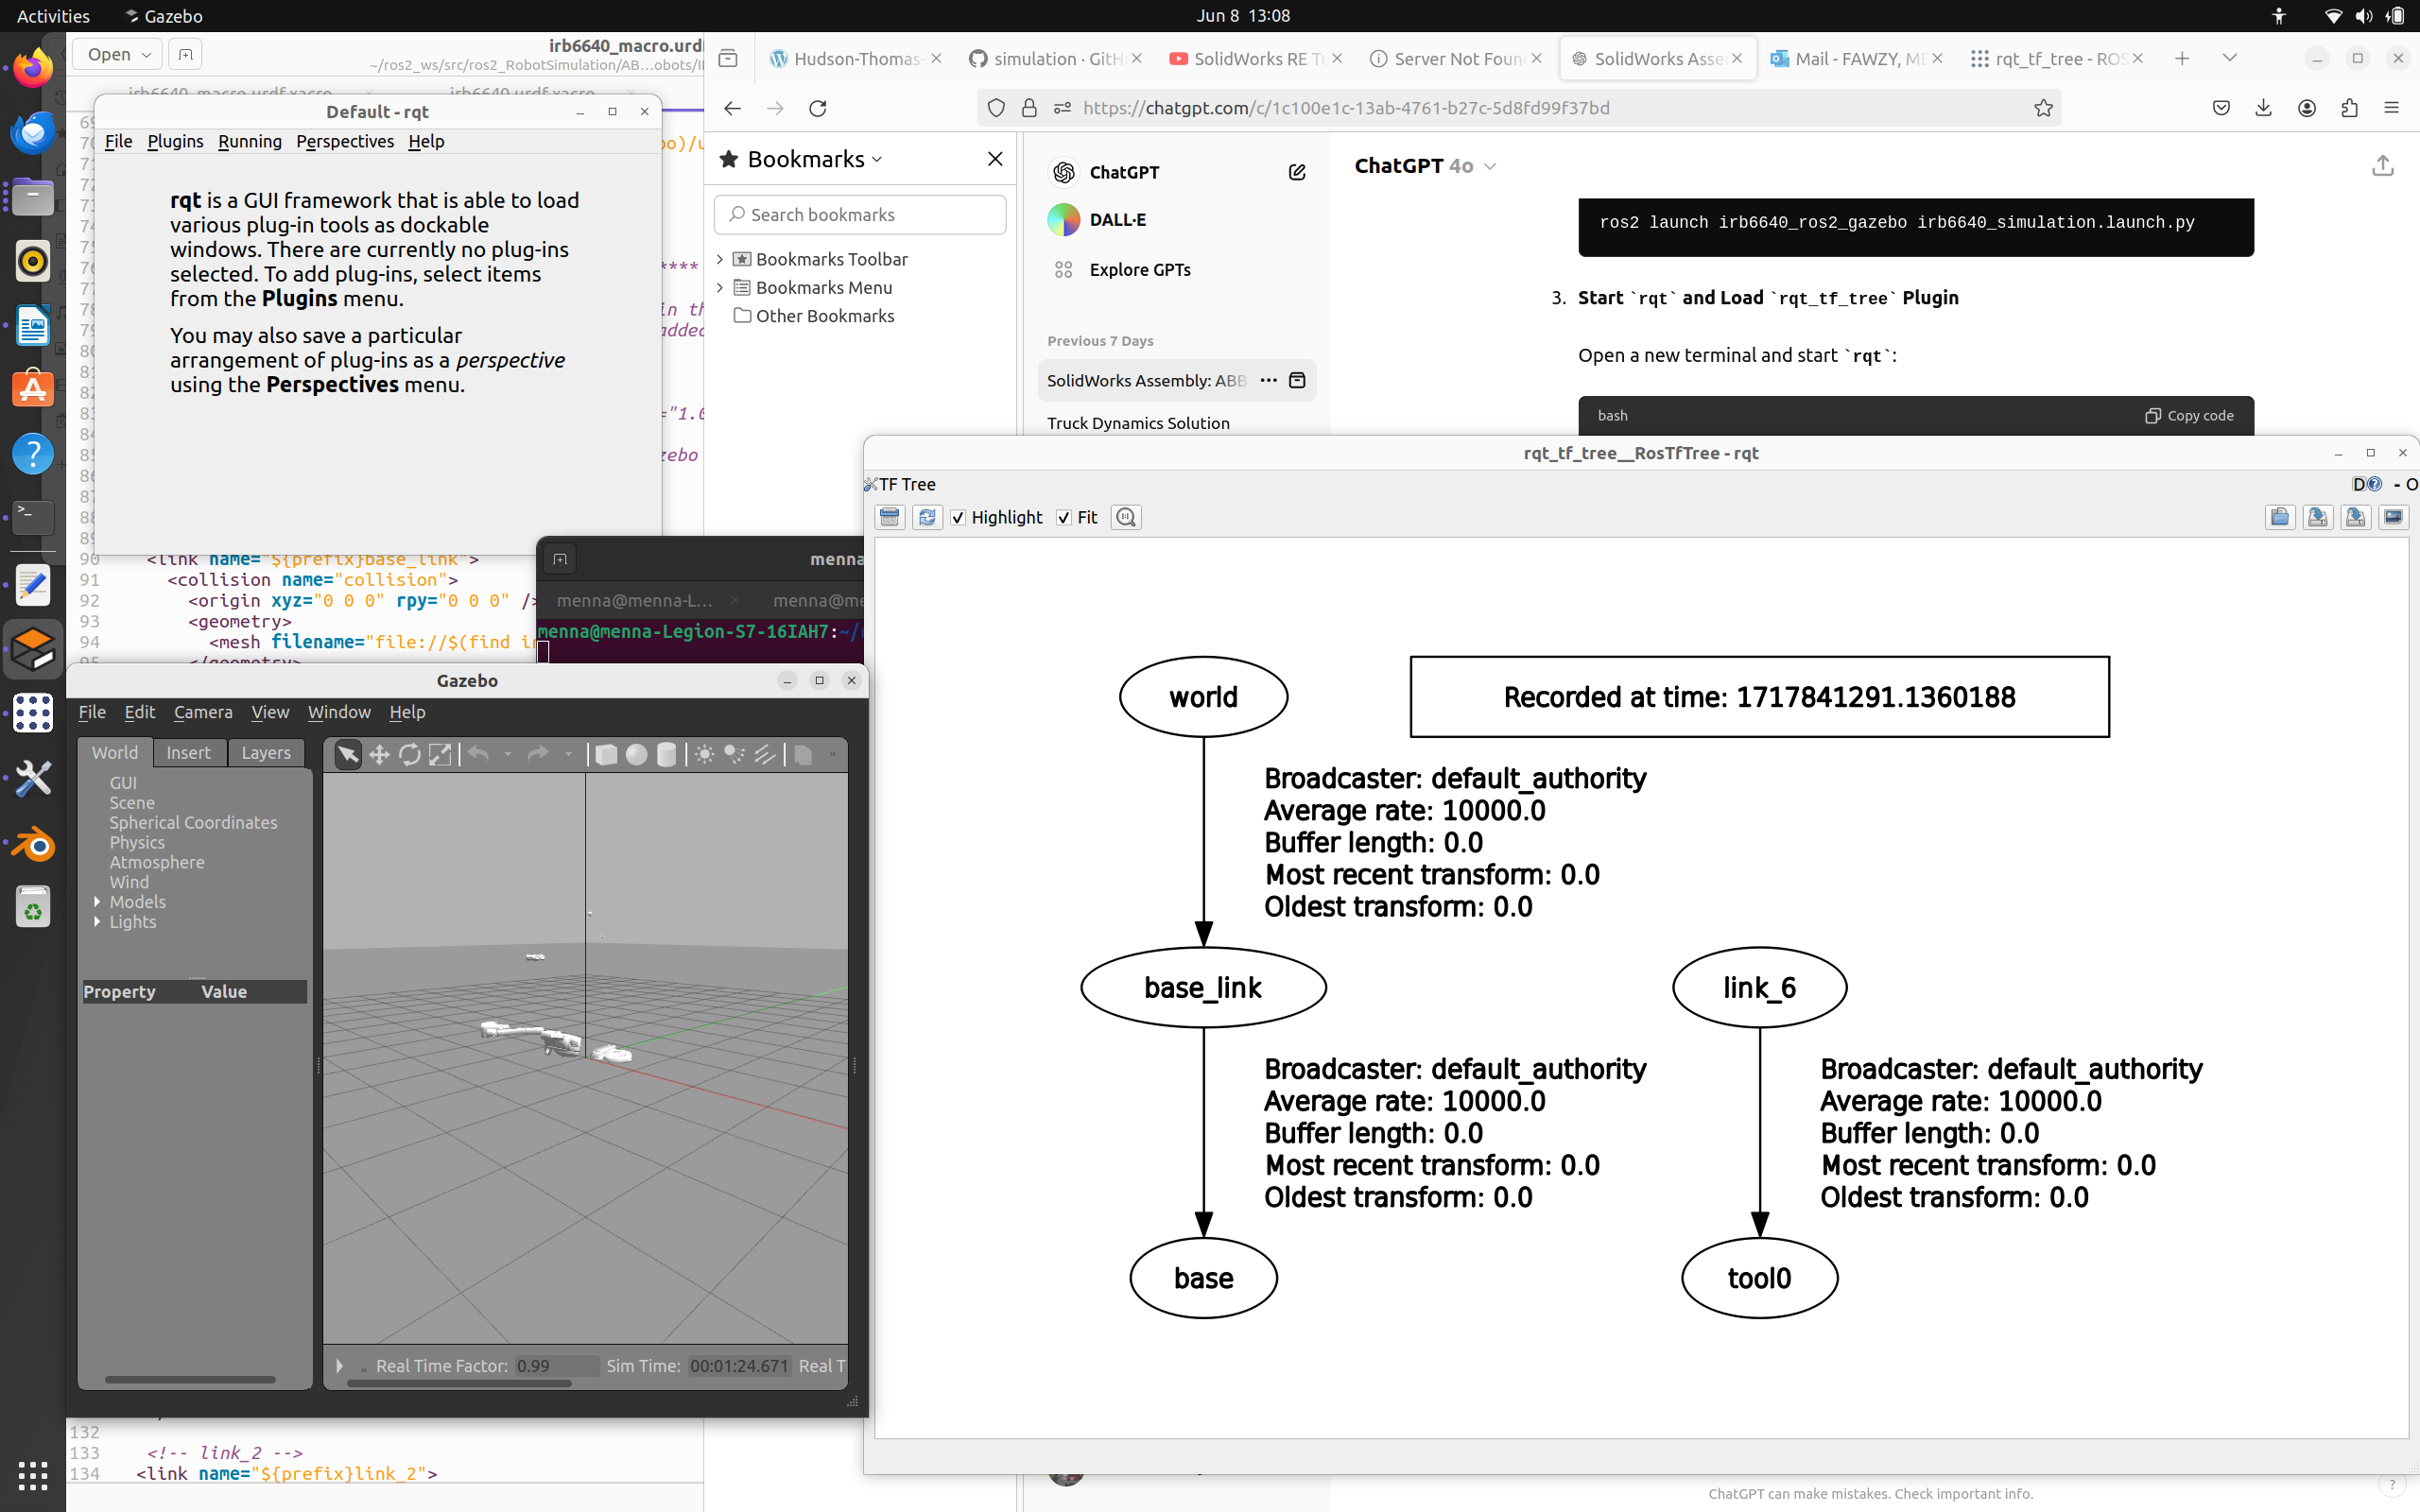 Activities
Gazebo
Jun 8 13:08
Open
irb6640_macro.urd
~/ros2_ws/src/ros2_RobotSimulation/AB…obots/I
irb6640_macro.urdf.xacro
irb6640.urdf.xacro
Default - rqt
File Plugins Running Perspectives Help
rqt is a GUI framework that is able to load
various plug-in tools as dockable
windows. There are currently no plug-ins
selected. To add plug-ins, select items
from the Plugins menu.
You may also save a particular
arrangement of plug-ins as a perspective
using the Perspectives menu.
90 <link name="${prefix}base_link">
91 <collision name="collision">
92 <origin xyz="0 0 0" rpy="0 0 0" />
93 <geometry>
94 <mesh filename="file://$(find i
132
133 <!-- link_2 -->
134 <link name="${prefix}link_2">
menna
menna@menna-L…
menna@me
menna@menna-Legion-S7-16IAH7:~/
Gazebo
File Edit Camera View Window Help
World Insert Layers
GUI
Scene
Spherical Coordinates
Physics
Atmosphere
Wind
Models
Lights
Property Value
Real Time Factor: 0.99 Sim Time: 00:01:24.671 Real T
Hudson-Thomas-
simulation · GitH
SolidWorks RE Tu
Server Not Foun
SolidWorks Asse
Mail - FAWZY, ME
rqt_tf_tree - ROS
https://chatgpt.com/c/1c100e1c-13ab-4761-b27c-5d8fd99f37bd
Bookmarks
Search bookmarks
Bookmarks Toolbar
Bookmarks Menu
Other Bookmarks
ChatGPT
DALL·E
Explore GPTs
Previous 7 Days
SolidWorks Assembly: ABB
Truck Dynamics Solution
ChatGPT 4o
ros2 launch irb6640_ros2_gazebo irb6640_simulation.launch.py
3. Start `rqt` and Load `rqt_tf_tree` Plugin
Open a new terminal and start `rqt`:
bash
Copy code
rqt_tf_tree__RosTfTree - rqt
TF Tree
D - O
Highlight Fit
world
Recorded at time: 1717841291.1360188
Broadcaster: default_authority
Average rate: 10000.0
Buffer length: 0.0
Most recent transform: 0.0
Oldest transform: 0.0
base_link
link_6
Broadcaster: default_authority
Average rate: 10000.0
Buffer length: 0.0
Most recent transform: 0.0
Oldest transform: 0.0
Broadcaster: default_authority
Average rate: 10000.0
Buffer length: 0.0
Most recent transform: 0.0
Oldest transform: 0.0
base
tool0
ChatGPT can make mistakes. Check important info.